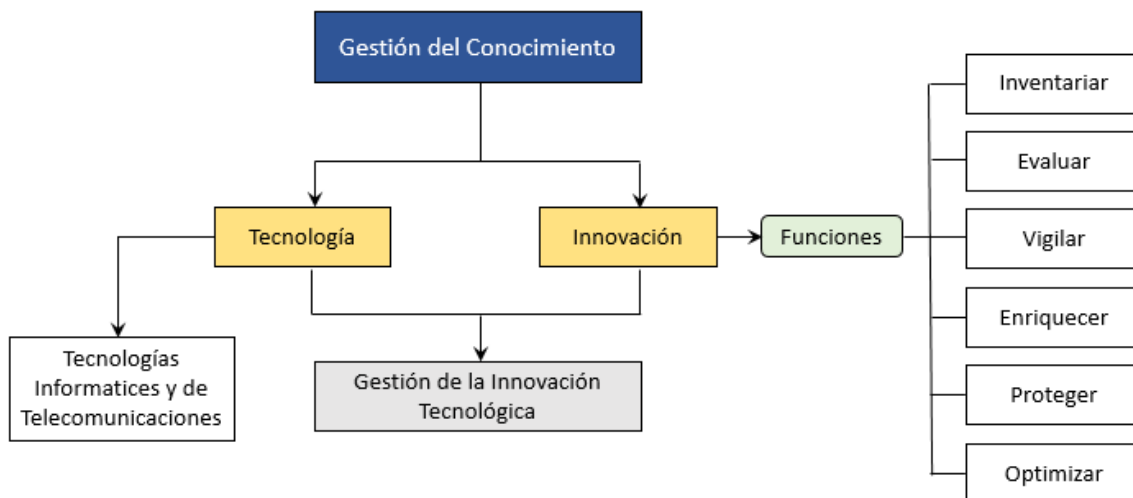 Gestión del Conocimiento
Tecnología
Innovación
Funciones
Inventariar
Evaluar
Vigilar
Enriquecer
Proteger
Optimizar
Tecnologías
Informatices y de
Telecomunicaciones
Gestión de la Innovación
Tecnológica